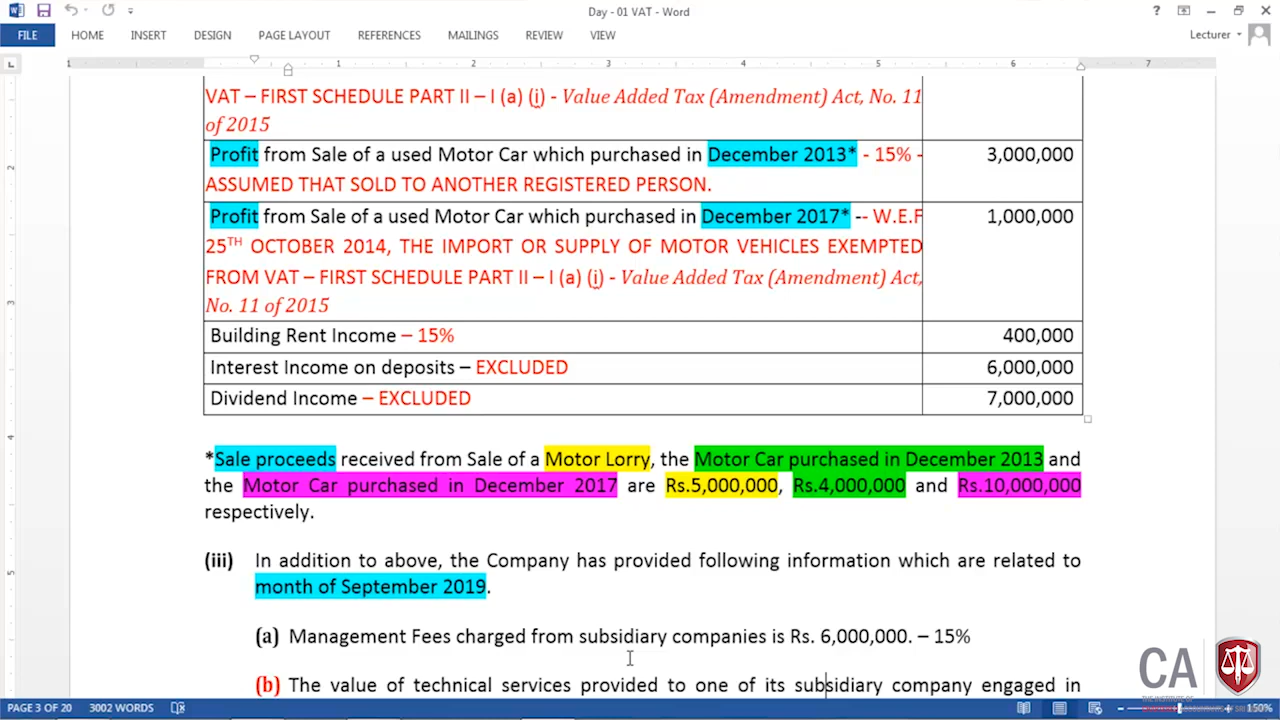 Day - 01 VAT - Word
FILE HOME INSERT DESIGN PAGE LAYOUT REFERENCES MAILINGS REVIEW VIEW Lecturer
1 1 2 3 4 5 6 7
VAT – FIRST SCHEDULE PART II – I (a) (i) - Value Added Tax (Amendment) Act, No. 11
of 2015
Profit from Sale of a used Motor Car which purchased in December 2013* - 15% - 3,000,000
ASSUMED THAT SOLD TO ANOTHER REGISTERED PERSON.
Profit from Sale of a used Motor Car which purchased in December 2017* -- W.E.F 1,000,000
25TH OCTOBER 2014, THE IMPORT OR SUPPLY OF MOTOR VEHICLES EXEMPTED
FROM VAT – FIRST SCHEDULE PART II – I (a) (i) - Value Added Tax (Amendment) Act,
No. 11 of 2015
Building Rent Income – 15% 400,000
Interest Income on deposits – EXCLUDED 6,000,000
Dividend Income – EXCLUDED 7,000,000
*Sale proceeds received from Sale of a Motor Lorry, the Motor Car purchased in December 2013 and
the Motor Car purchased in December 2017 are Rs.5,000,000, Rs.4,000,000 and Rs.10,000,000
respectively.
(iii) In addition to above, the Company has provided following information which are related to
month of September 2019.
(a) Management Fees charged from subsidiary companies is Rs. 6,000,000. – 15%
(b) The value of technical services provided to one of its subsidiary company engaged in
CA
PAGE 3 OF 20 3002 WORDS 150%